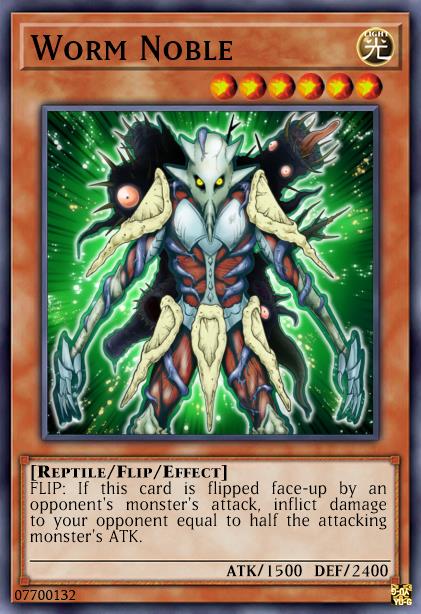 Worm Noble
LIGHT
光
[Reptile/Flip/Effect]
FLIP: If this card is flipped face-up by an
opponent's monster's attack, inflict damage
to your opponent equal to half the attacking
monster's ATK.
ATK/1500 DEF/2400
07700132